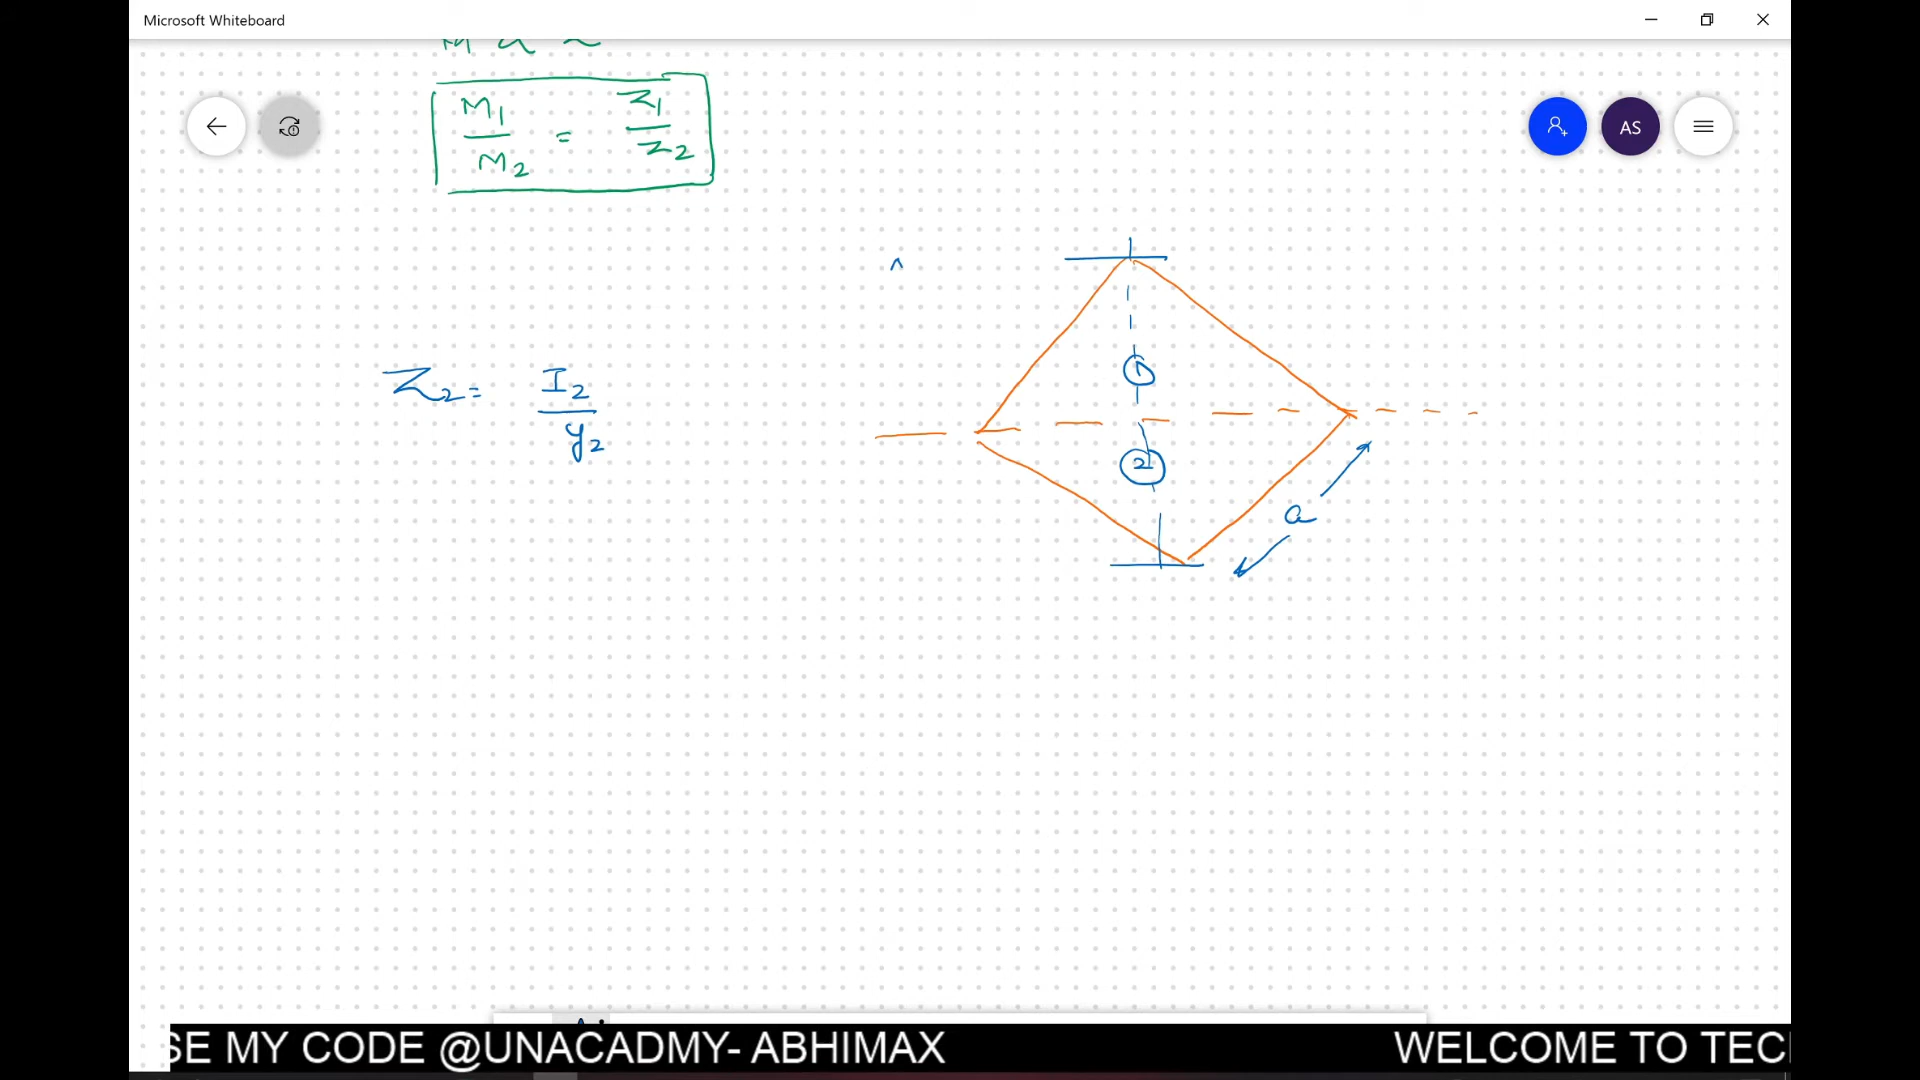 Microsoft Whiteboard
M α Z
M1 / M2 = Z1 / Z2
AS
Z2 = I2 / y2
1
2
a
SE MY CODE @UNACADMY- ABHIMAX
WELCOME TO TEC